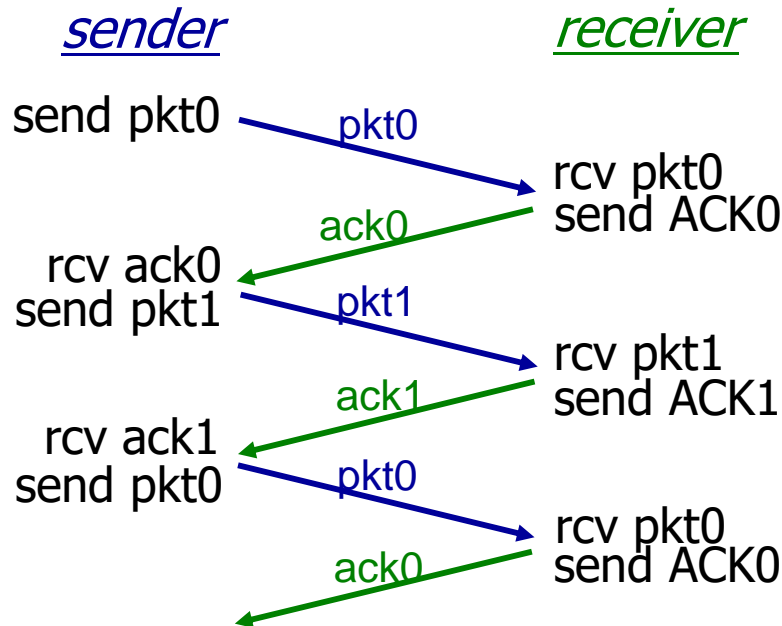 sender
receiver
send pkt0
pkt0
rcv pkt0
send ACK0
ack0
rcv ack0
send pkt1
pkt1
rcv pkt1
send ACK1
ack1
rcv ack1
send pkt0
pkt0
rcv pkt0
send ACK0
ack0